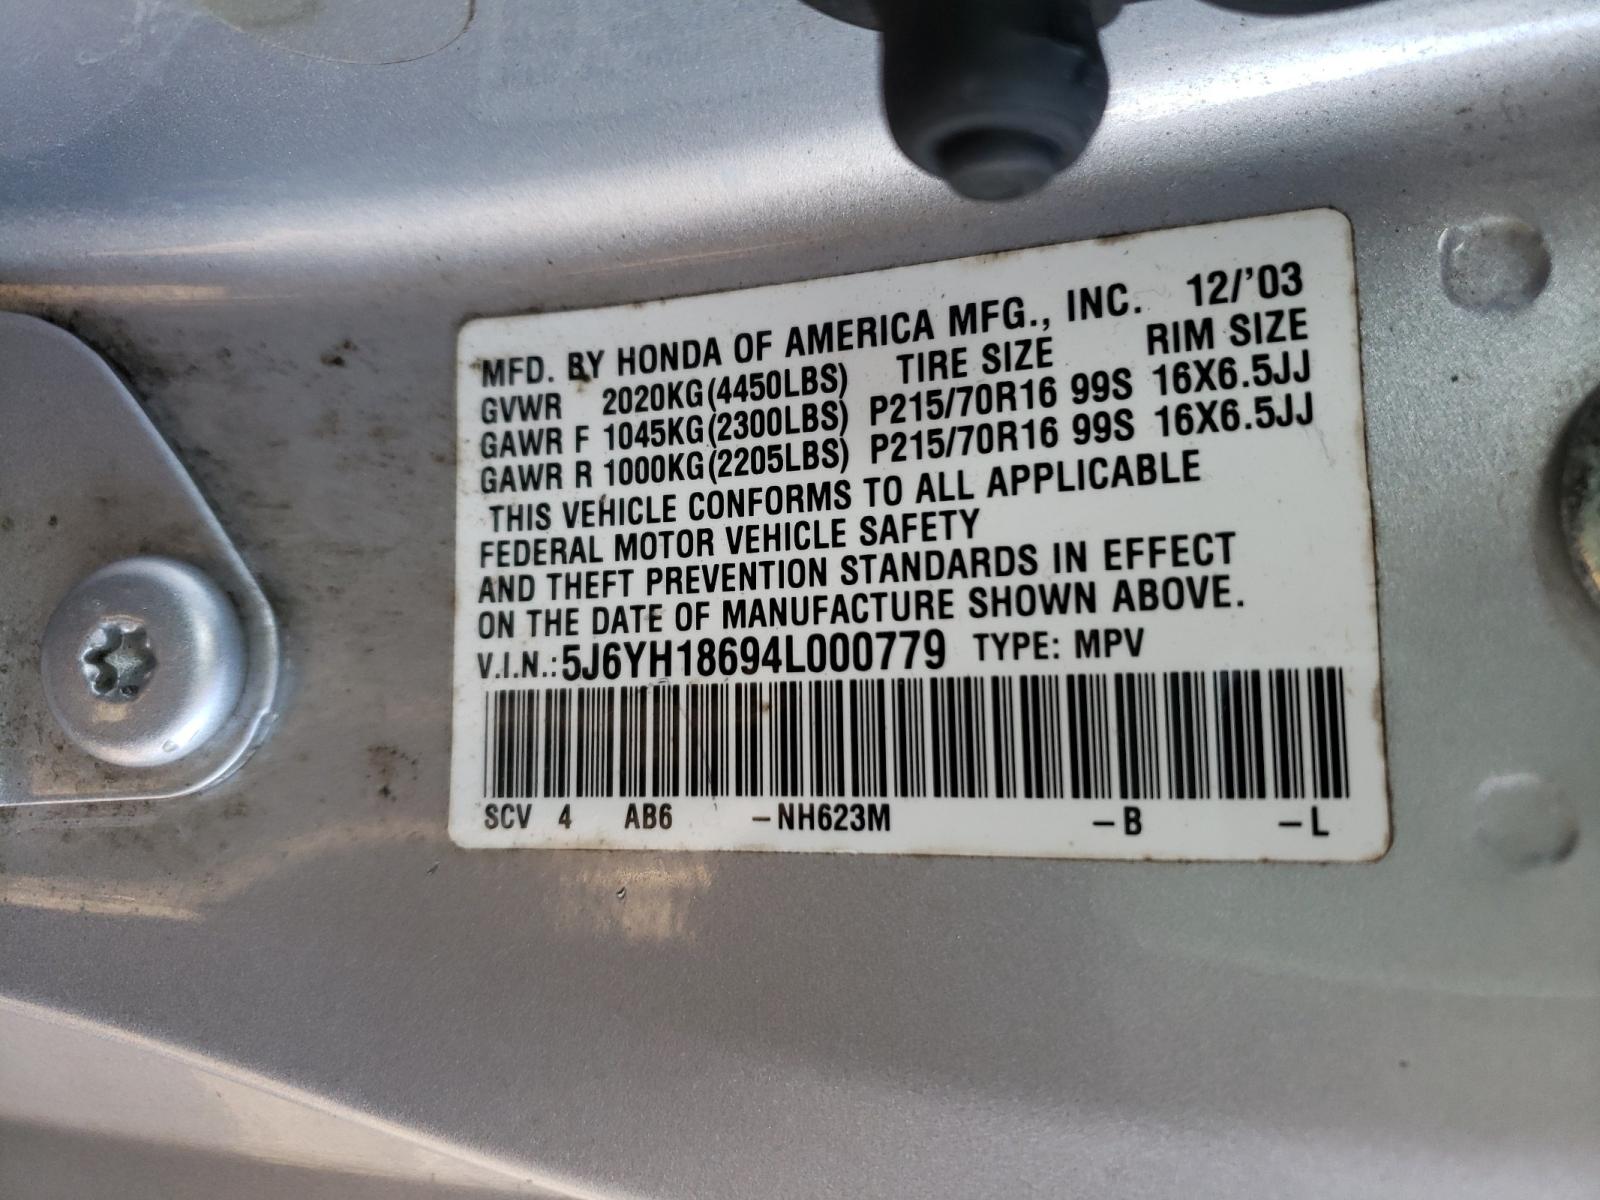 MFD. BY HONDA OF AMERICA MFG., INC. 12/'03
GVWR 2020KG(4450LBS) TIRE SIZE RIM SIZE
GAWR F 1045KG(2300LBS) P215/70R16 99S 16X6.5JJ
GAWR R 1000KG(2205LBS) P215/70R16 99S 16X6.5JJ
THIS VEHICLE CONFORMS TO ALL APPLICABLE
FEDERAL MOTOR VEHICLE SAFETY
AND THEFT PREVENTION STANDARDS IN EFFECT
ON THE DATE OF MANUFACTURE SHOWN ABOVE.
V.I.N.: 5J6YH18694L000779 TYPE: MPV
SCV 4 AB6 –NH623M –B –L